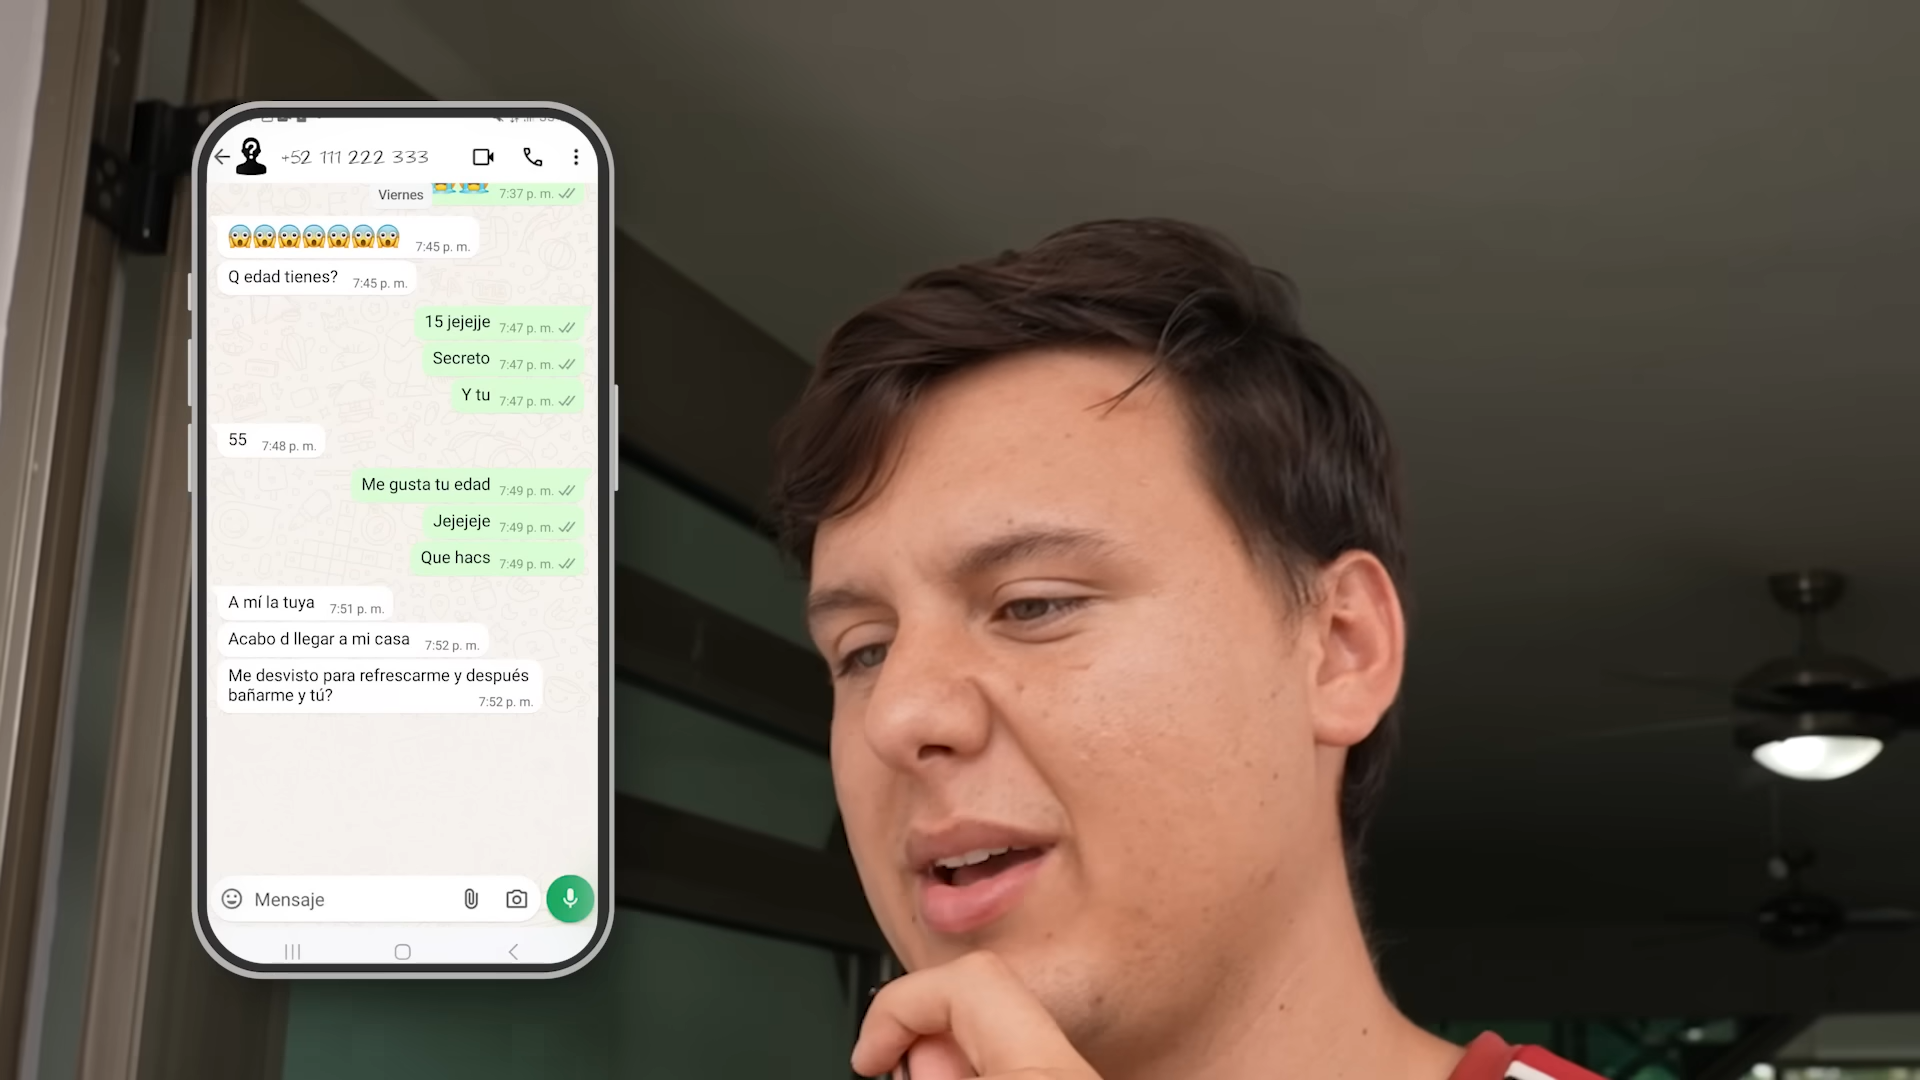 +52 111 222 333
Viernes
7:37 p. m.
7:45 p. m.
Q edad tienes? 7:45 p. m.
15 jejejje 7:47 p. m.
Secreto 7:47 p. m.
Y tu 7:47 p. m.
55 7:48 p. m.
Me gusta tu edad 7:49 p. m.
Jejejeje 7:49 p. m.
Que hacs 7:49 p. m.
A mí la tuya 7:51 p. m.
Acabo d llegar a mi casa 7:52 p. m.
Me desvisto para refrescarme y después
bañarme y tú? 7:52 p. m.
Mensaje